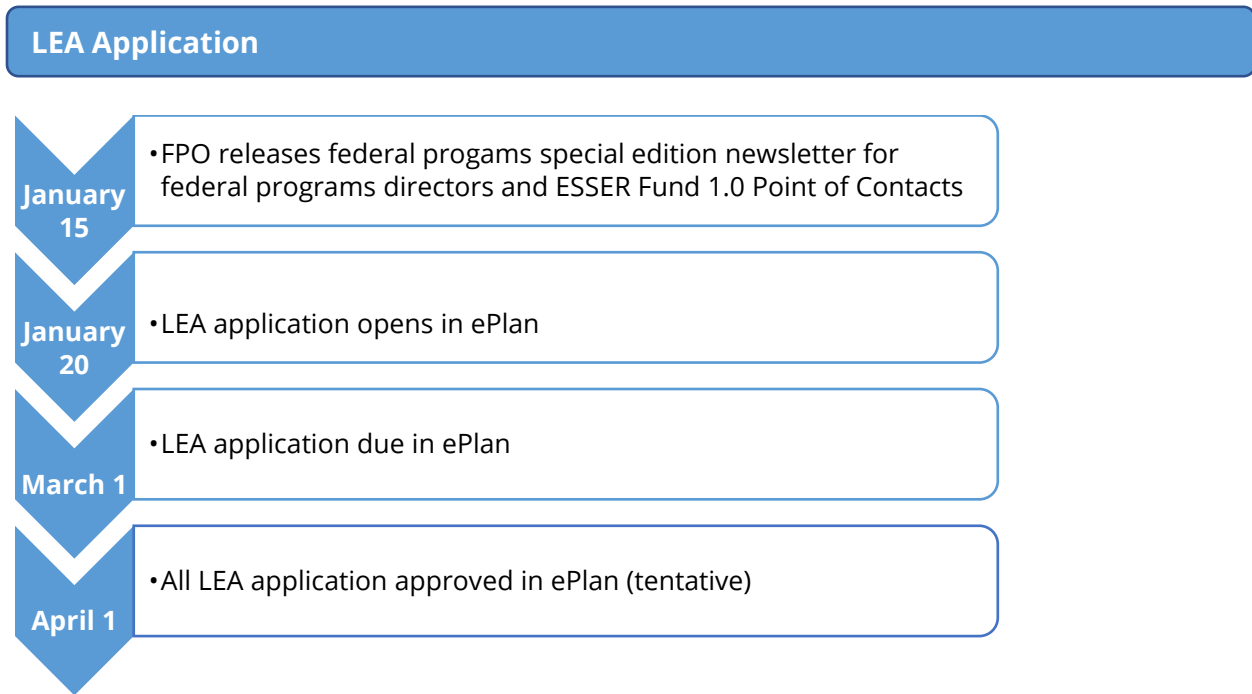 LEA Application
January
15
•FPO releases federal progams special edition newsletter for
federal programs directors and ESSER Fund 1.0 Point of Contacts
January
20
•LEA application opens in ePlan
March 1
•LEA application due in ePlan
April 1
•All LEA application approved in ePlan (tentative)